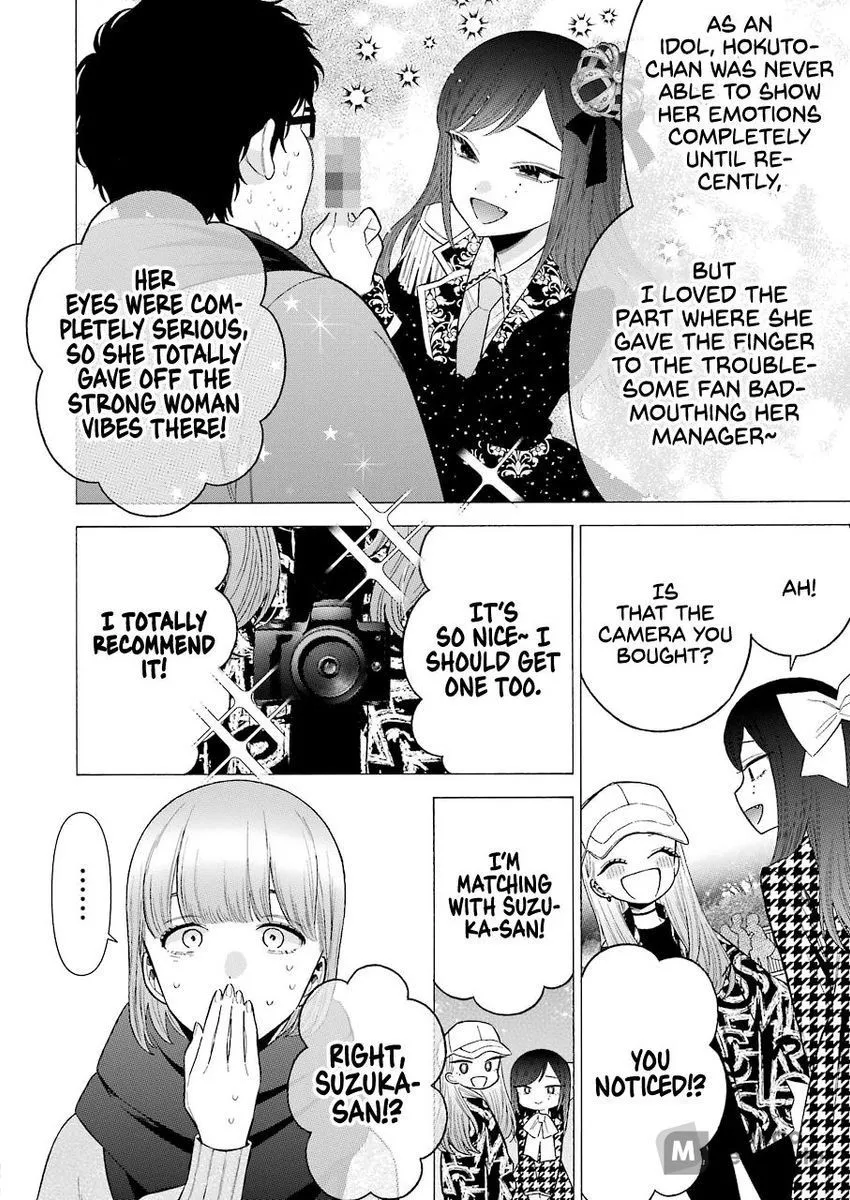 AS AN
IDOL, HOKUTO-
CHAN WAS NEVER
ABLE TO SHOW
HER EMOTIONS
COMPLETELY
UNTIL RE-
CENTLY,
BUT
I LOVED THE
PART WHERE SHE
GAVE THE FINGER
TO THE TROUBLE-
SOME FAN BAD-
MOUTHING HER
MANAGER~
HER
EYES WERE COM-
PLETELY SERIOUS,
SO SHE TOTALLY
GAVE OFF THE
STRONG WOMAN
VIBES THERE!
AH!
IS
THAT THE
CAMERA YOU
BOUGHT?
YOU
NOTICED!?
IT'S
SO NICE~ I
SHOULD GET
ONE TOO.
I TOTALLY
RECOMMEND
IT!
I'M
MATCHING
WITH SUZU-
KA-SAN!
RIGHT,
SUZUKA-
SAN!?
......
M